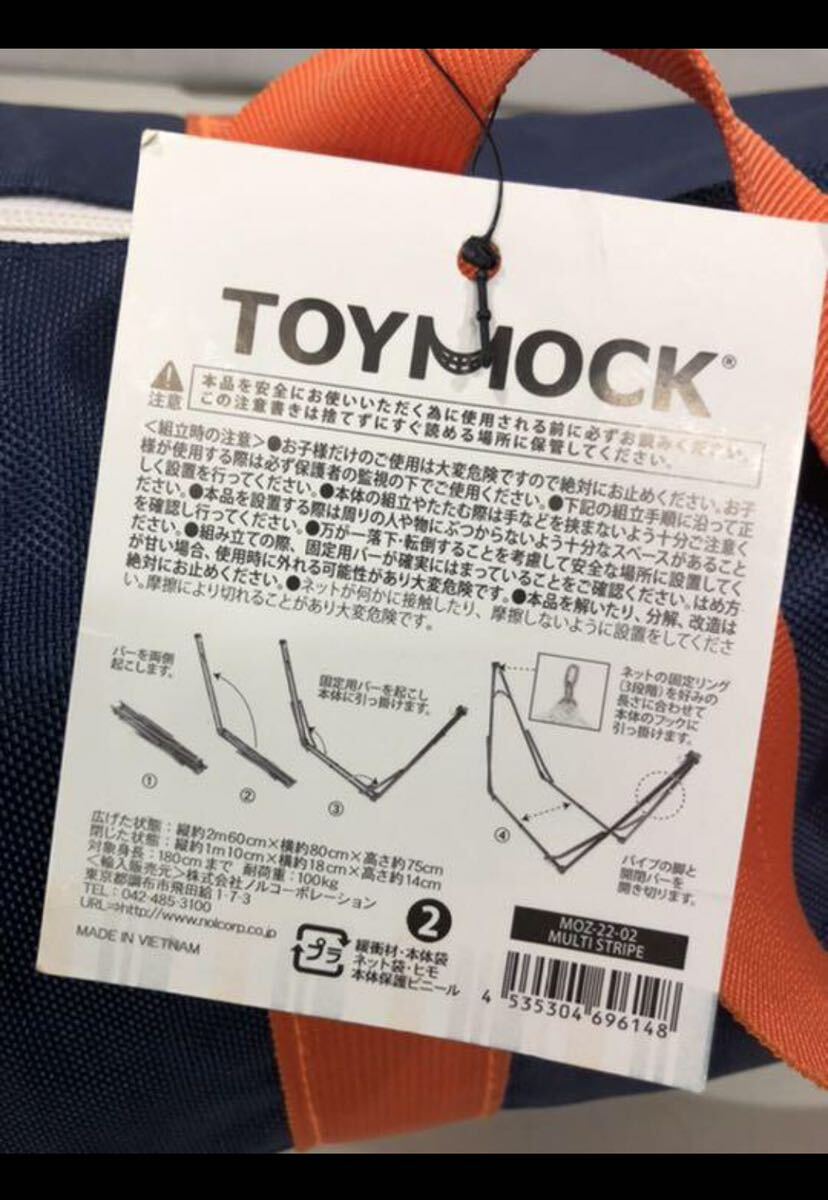 TOYMOCK®
注意
本品を安全にお使いいただく為に使用される前に必ずお読みください。
この注意書きは捨てずにすぐ読める場所に保管してください。
＜組立時の注意＞●お子様だけのご使用は大変危険ですので絶対にお止めください。お子
様が使用する際は必ず保護者の監視の下でご使用ください。●下記の組立手順に沿って正
しく設置を行ってください。●本体の組立やたたむ際は手などを挟まないよう十分ご注意く
ださい。●本品を設置する際は周りの人や物にぶつからないよう十分なスペースがあること
を確認し行ってください。●万が一落下・転倒することを考慮して安全な場所に設置してく
ださい。●組み立ての際、固定用バーが確実にはまっていることをご確認ください。はめ方
が甘い場合、使用時に外れる可能性があり大変危険です。●本品を解いたり、分解、改造は
絶対にお止めください。●ネットが何かに接触したり、摩擦しないように設置をしてくださ
い。摩擦により切れることがあり大変危険です。
バーを両側
起こします。
①
②
固定用バーを起こし
本体に引っ掛けます。
③
ネットの固定リング
(3段階)を好みの
長さに合わせて
本体のフックに
引っ掛けます。
④
パイプの脚と
開閉バーを
開き切ります。
広げた状態：縦約2m60cm×横約80cm×高さ約75cm
閉じた状態：縦約1m10cm×横約18cm×高さ約14cm
対象身長：180cmまで 耐荷重：100kg
＜輸入販売元＞株式会社ノルコーポレーション
東京都調布市飛田給1-7-3
TEL：042-485-3100
URL⇒http://www.nolcorp.co.jp
MADE IN VIETNAM
プラ
緩衝材・本体袋
ネット袋・ヒモ
本体保護ビニール
2
MOZ-22-02
MULTI STRIPE
4 535304 696148